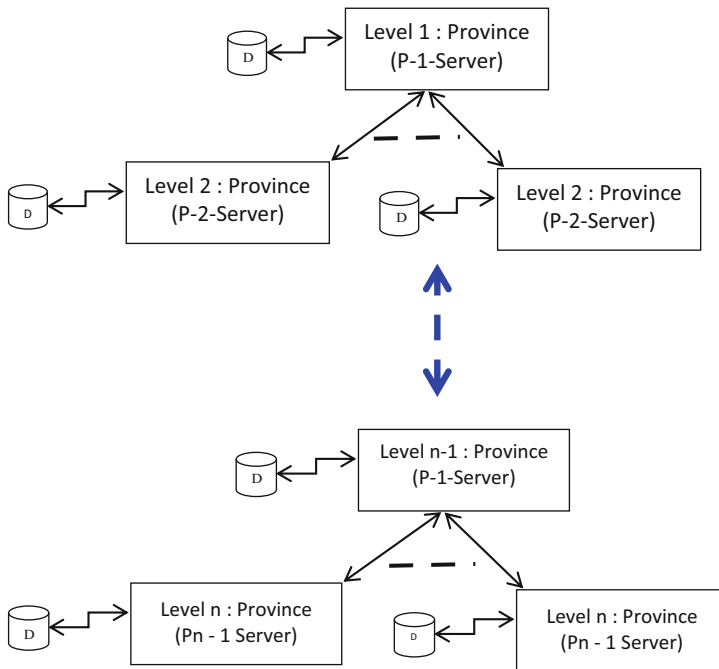 D
Level 1 : Province
(P-1-Server)
D
Level 2 : Province
(P-2-Server)
D
Level 2 : Province
(P-2-Server)
D
Level n-1 : Province
(P-1-Server)
D
Level n : Province
(Pn - 1 Server)
D
Level n : Province
(Pn - 1 Server)